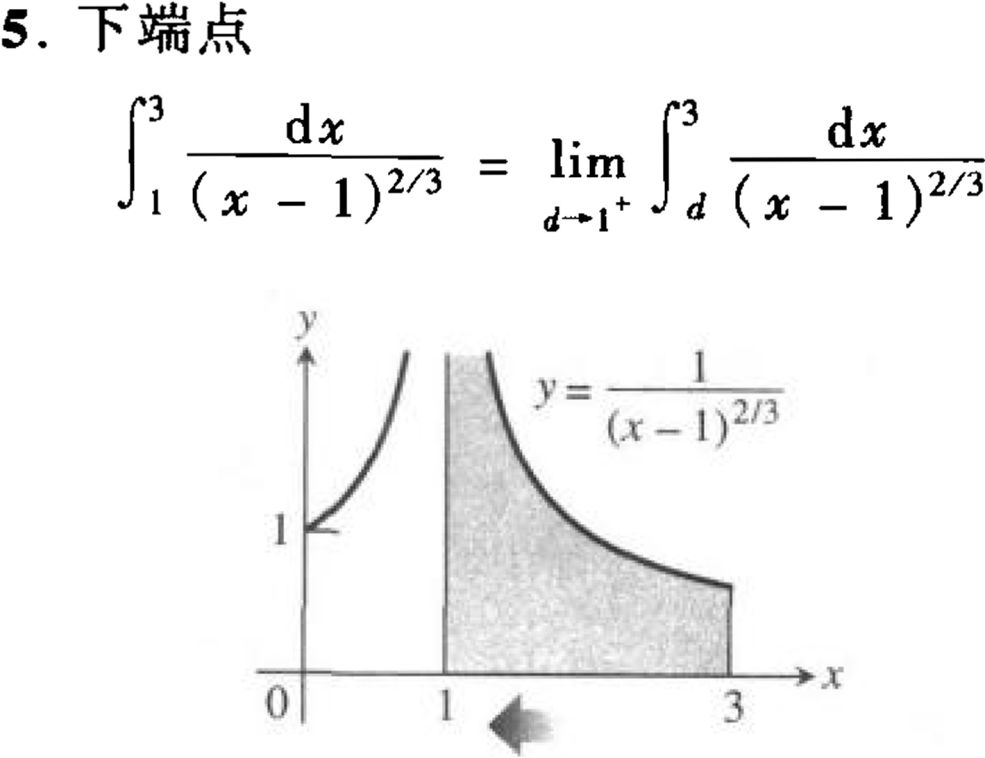 5. 下端点
∫₁³ dx/(x − 1)^{2/3} = lim_{d→1⁺} ∫_d³ dx/(x − 1)^{2/3}
y
y = 1/(x − 1)^{2/3}
1
0 1 3 x